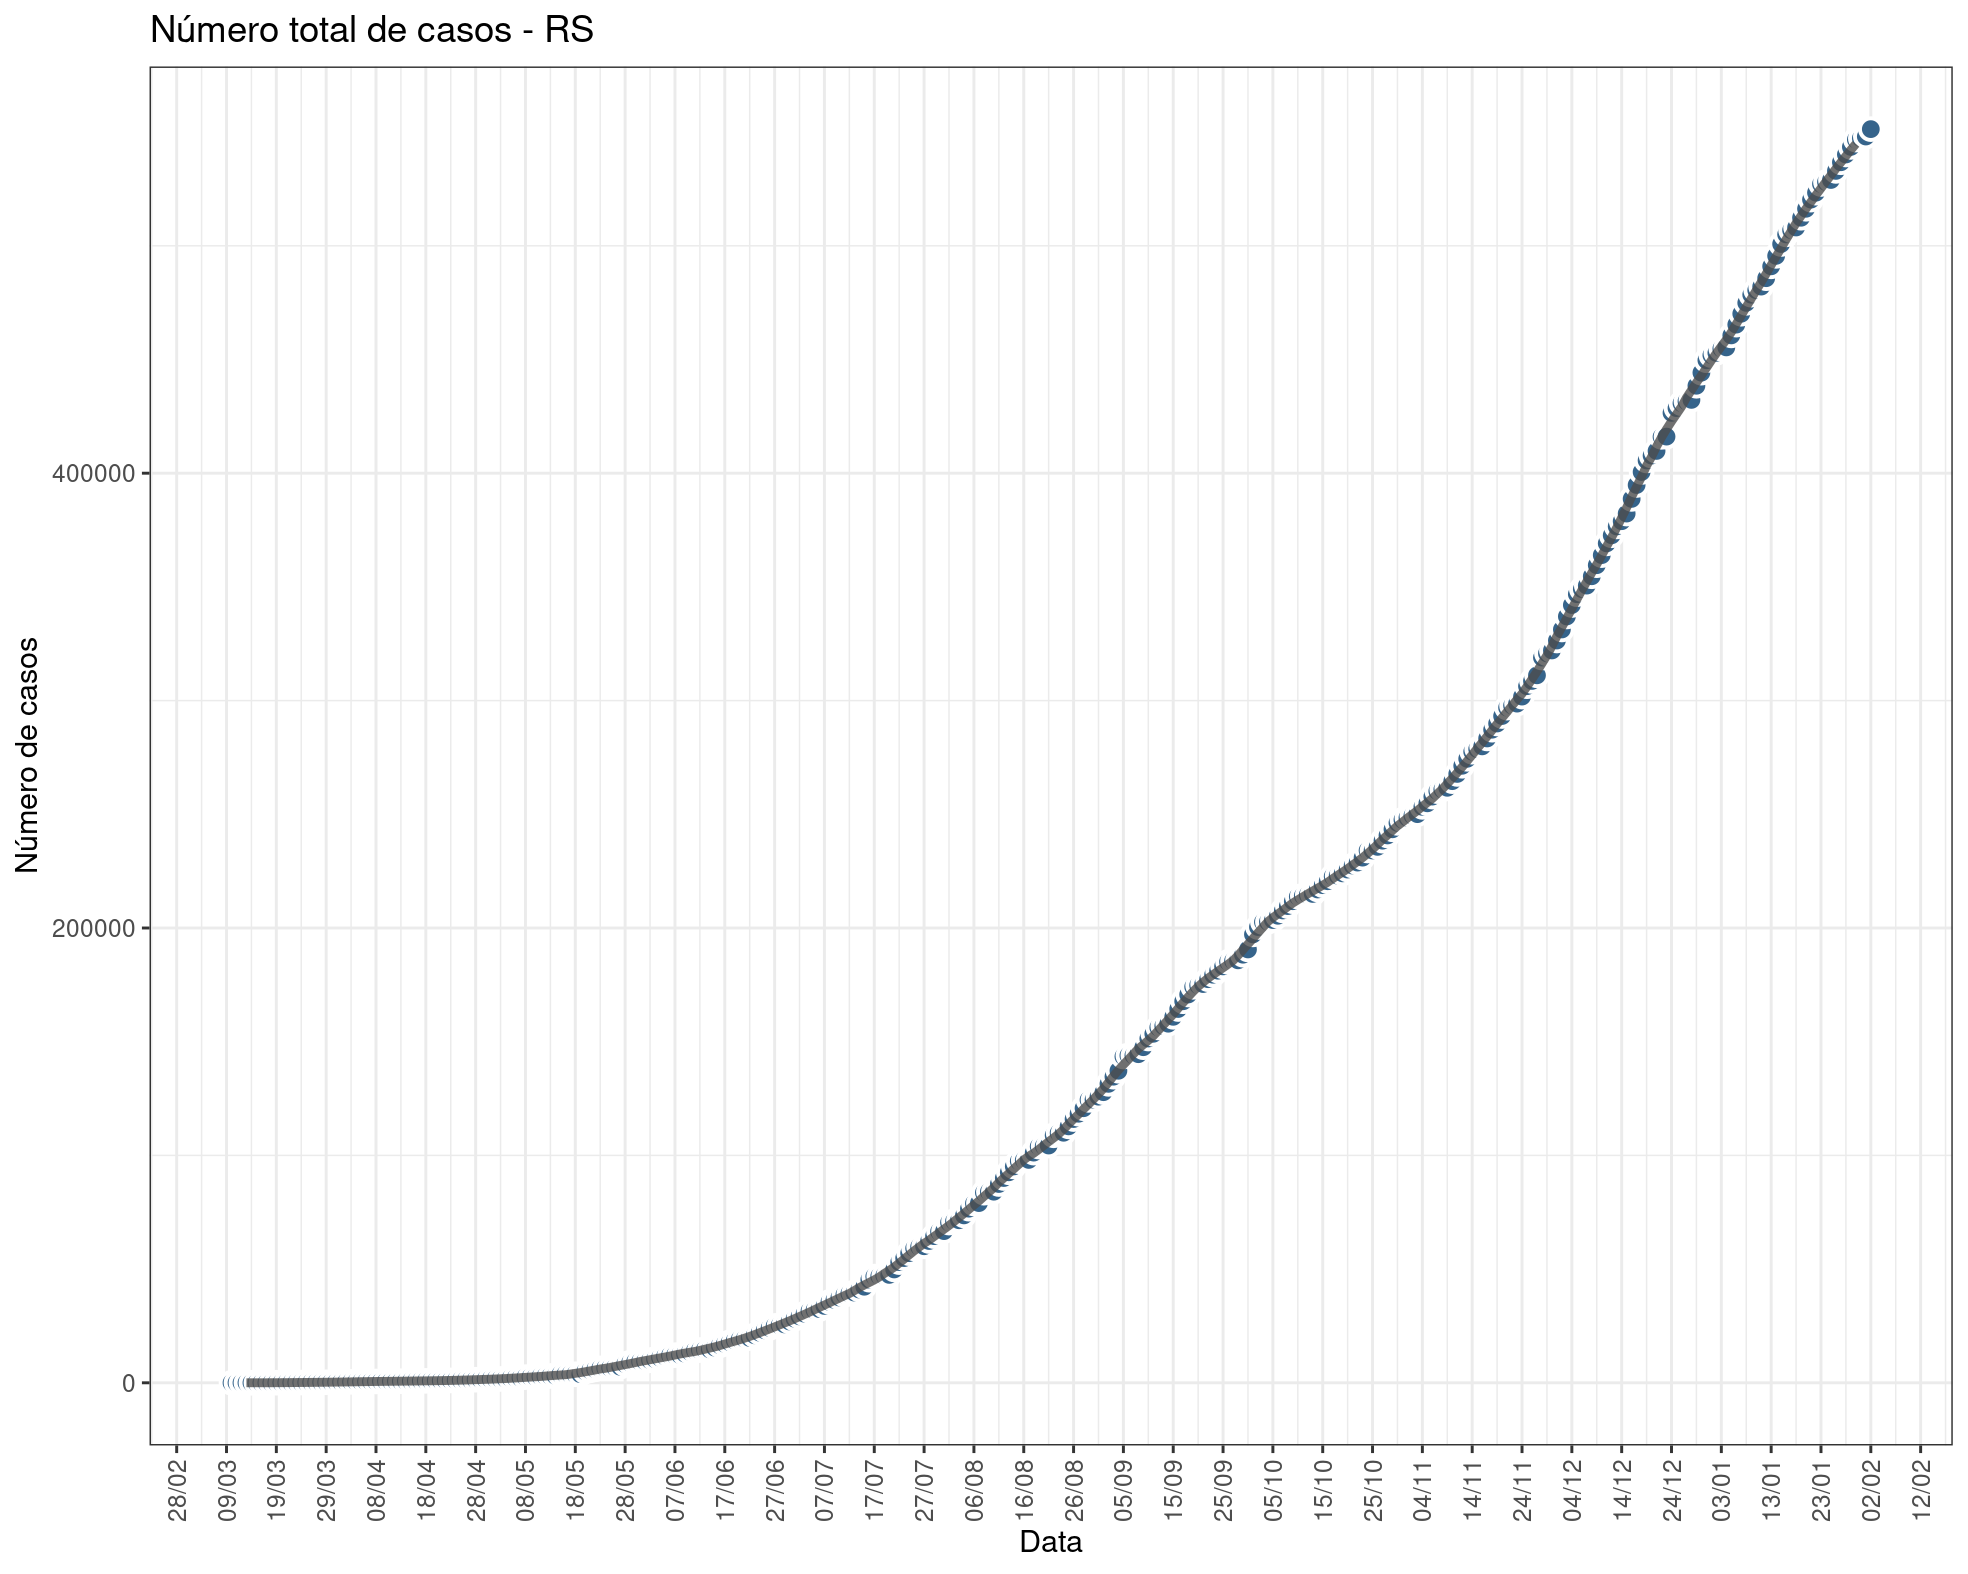 Número total de casos - RS
Número de casos
400000
200000
0
28/02 09/03 19/03 29/03 08/04 18/04 28/04 08/05 18/05 28/05 07/06 17/06 27/06 07/07 17/07 27/07 06/08 16/08 26/08 05/09 15/09 25/09 05/10 15/10 25/10 04/11 14/11 24/11 04/12 14/12 24/12 03/01 13/01 23/01 02/02 12/02
Data